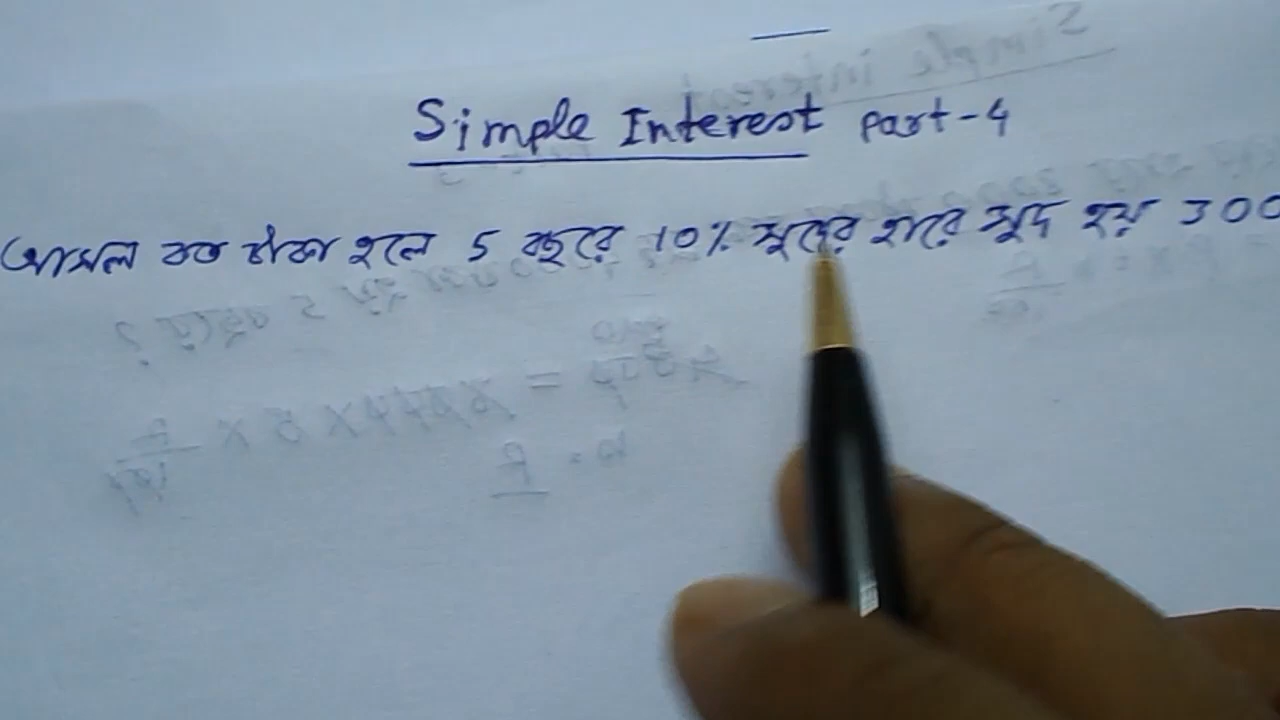 Simple Interest Part-4
আসল কত টাকা হলে 5 বছরে 10% সুদের হারে সুদ হয় 300